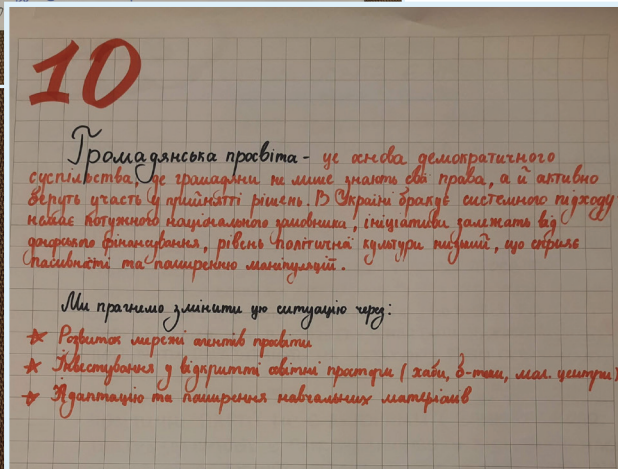 10
Громадянська просвіта - це основа демократичного
суспільства, де громадяни не лише знають свої права, а й активно
беруть участь у прийнятті рішень. В Україні бракує системного підходу
немає потужного національного замовника, ініціативи залежать від
донорського фінансування, рівень політичної культури низький, що сприяє
пасивності та поширенню маніпуляцій.
Ми прагнемо змінити цю ситуацію через:
Розвиток мережі агентів просвіти
Інвестування у відкритті освітні простори (хаби, б-теки, мол. центри)
Адаптацію та поширення навчальних матеріалів